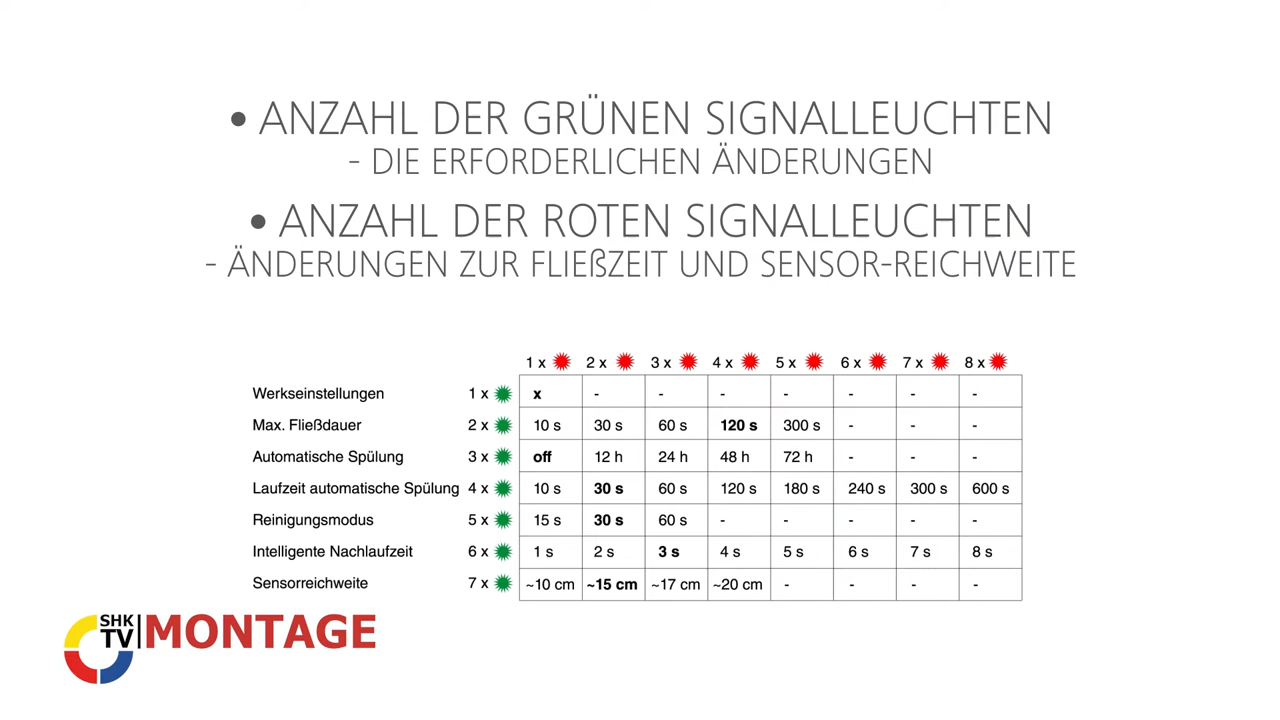 • ANZAHL DER GRÜNEN SIGNALLEUCHTEN
- DIE ERFORDERLICHEN ÄNDERUNGEN
• ANZAHL DER ROTEN SIGNALLEUCHTEN
- ÄNDERUNGEN ZUR FLIEßZEIT UND SENSOR-REICHWEITE
1 x 2 x 3 x 4 x 5 x 6 x 7 x 8 x
Werkseinstellungen 1 x x - - - - - - -
Max. Fließdauer 2 x 10 s 30 s 60 s 120 s 300 s - - -
Automatische Spülung 3 x off 12 h 24 h 48 h 72 h - - -
Laufzeit automatische Spülung 4 x 10 s 30 s 60 s 120 s 180 s 240 s 300 s 600 s
Reinigungsmodus 5 x 15 s 30 s 60 s - - - - -
Intelligente Nachlaufzeit 6 x 1 s 2 s 3 s 4 s 5 s 6 s 7 s 8 s
Sensorreichweite 7 x ~10 cm ~15 cm ~17 cm ~20 cm - - - -
SHK
TV MONTAGE